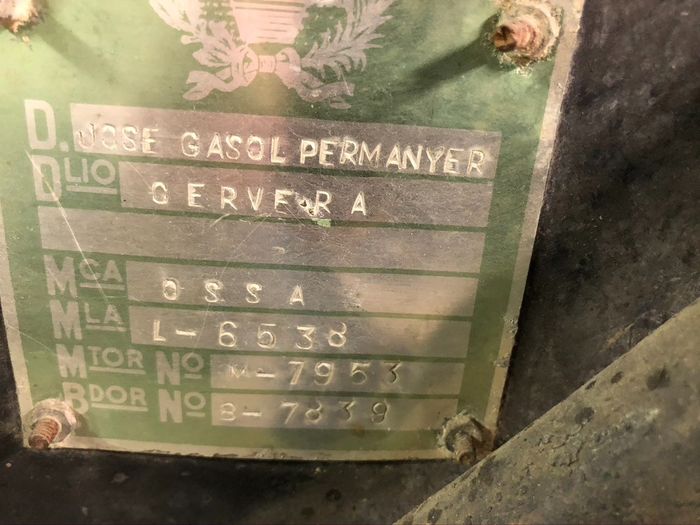 D. JOSE GASOL PERMANYER
DLIO CERVERA
MCA OSSA
MLA L-6538
MTOR NO M-7953
BDOR NO B-7839